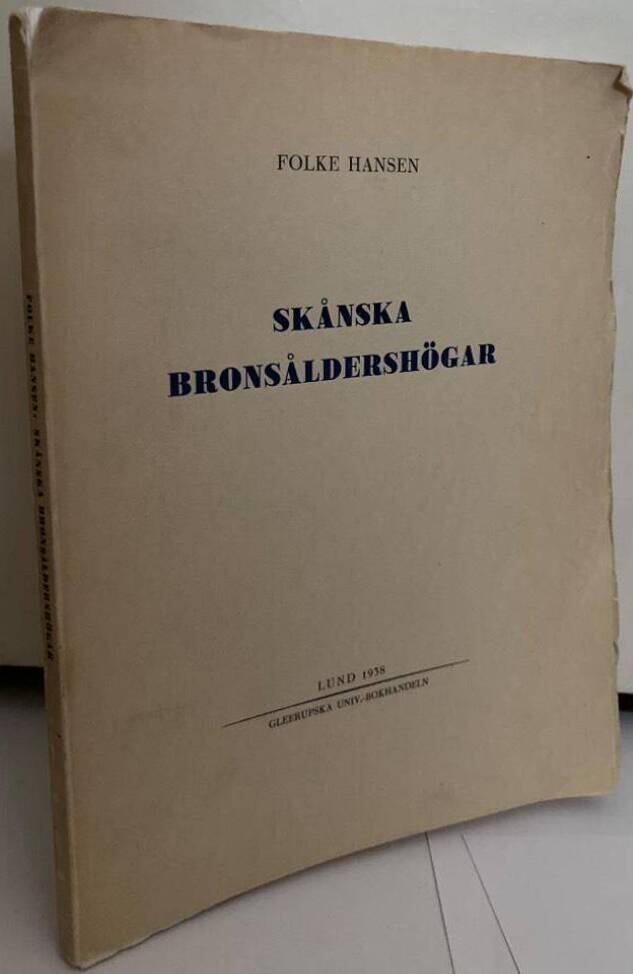 FOLKE HANSEN
SKÅNSKA
BRONSÅLDERSHÖGAR
LUND 1938
GLEERUPSKA UNIV.-BOKHANDELN
FOLKE HANSEN, SKÅNSKA BRONSÅLDERSHÖGAR